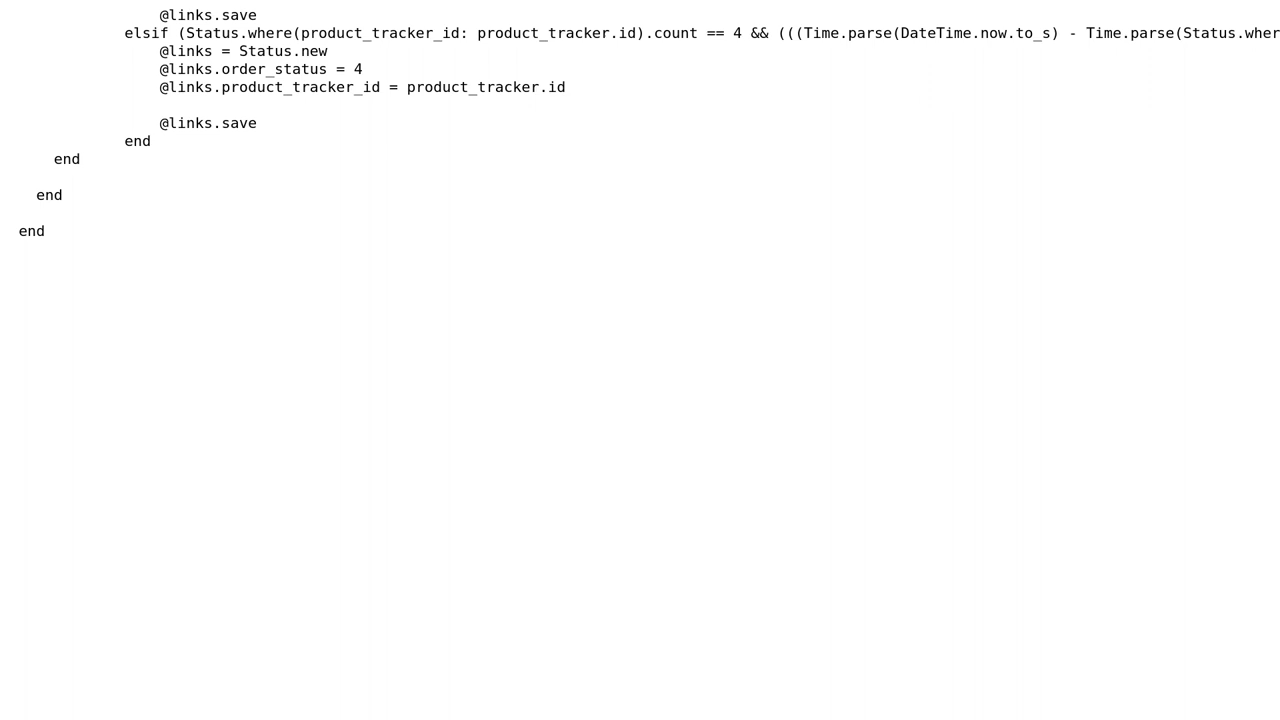 @links.save
elsif (Status.where(product_tracker_id: product_tracker.id).count == 4 && (((Time.parse(DateTime.now.to_s) - Time.parse(Status.wher
@links = Status.new
@links.order_status = 4
@links.product_tracker_id = product_tracker.id
@links.save
end
end
end
end